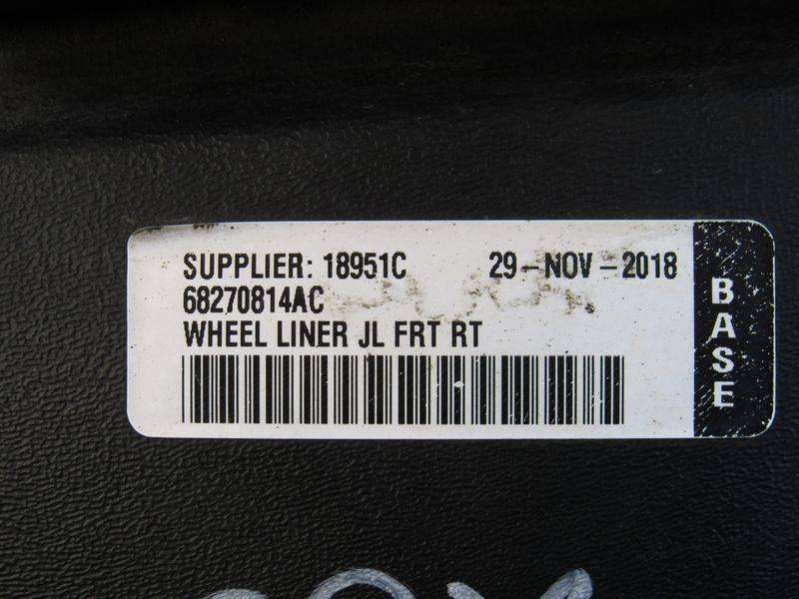 SUPPLIER: 18951C 29-NOV-2018
68270814AC
WHEEL LINER JL FRT RT
BASE